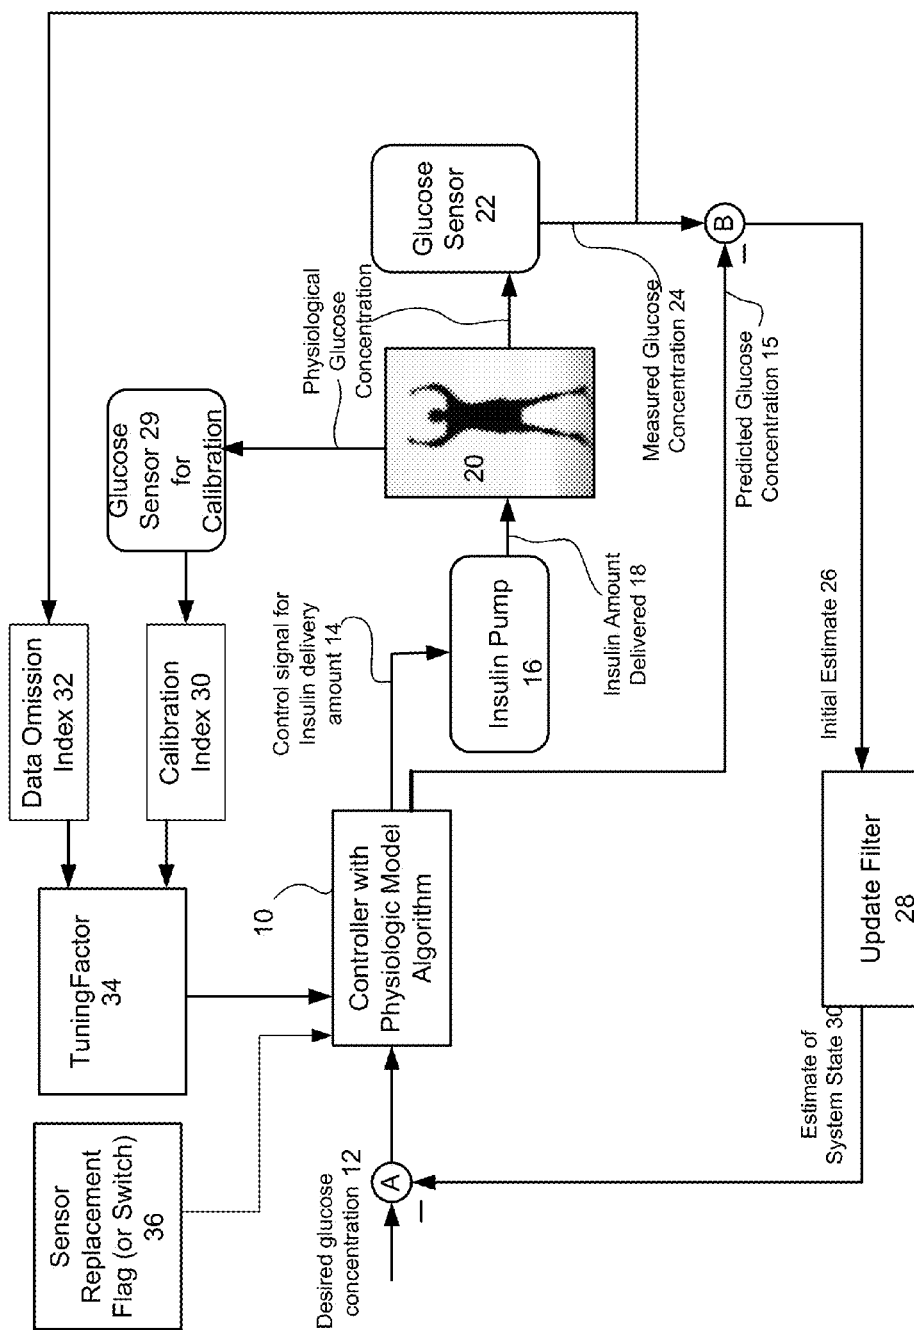 Sensor
Replacement
Flag (or Switch)
36
TuningFactor
34
Data Omission
Index 32
Calibration
Index 30
Glucose
Sensor 29
for
Calibration
Physiological
Glucose
Concentration
Glucose
Sensor
22
20
Control signal for
Insulin delivery
amount 14
Insulin Pump
16
Insulin Amount
Delivered 18
10
Controller with
Physiologic Model
Algorithm
Desired glucose
concentration 12
A
B
Measured Glucose
Concentration 24
Predicted Glucose
Concentration 15
Initial Estimate 26
Update Filter
28
Estimate of
System State 30